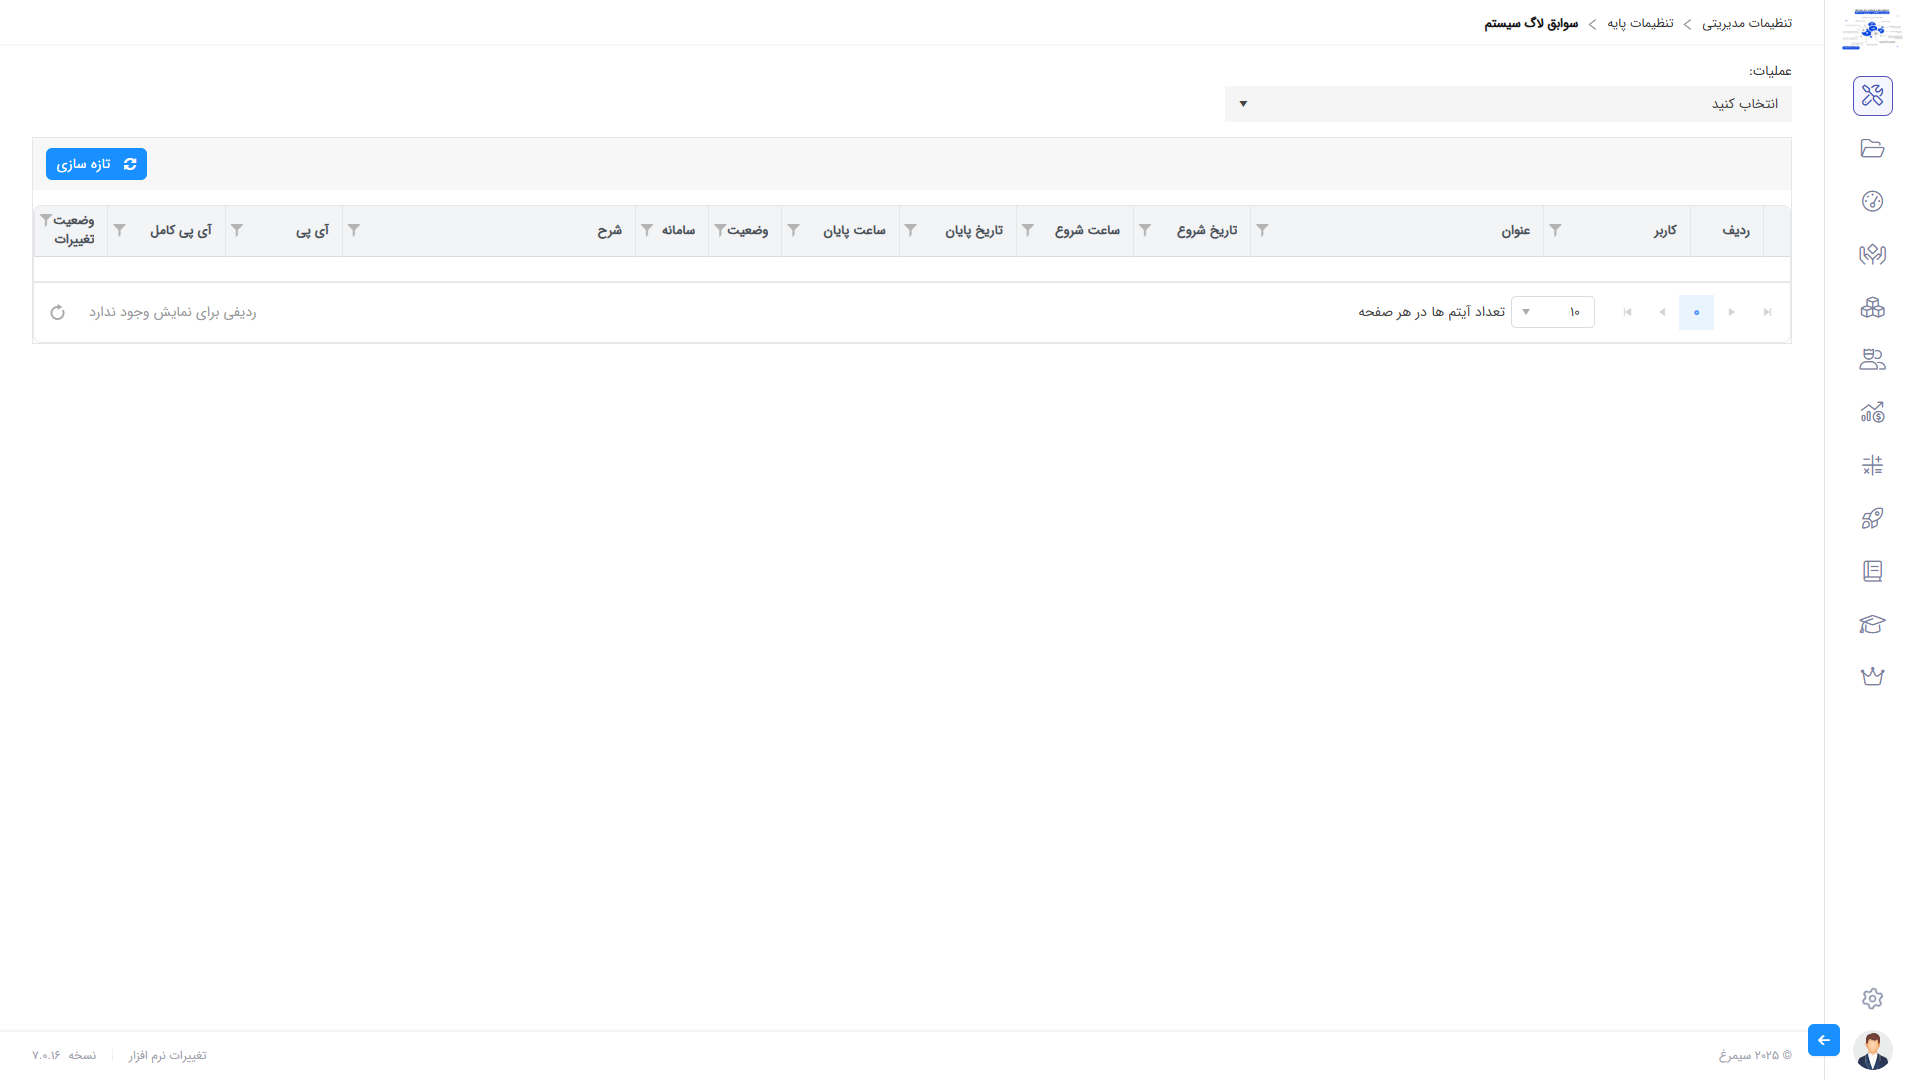 تنظیمات مدیریتی > تنظیمات پایه > سوابق لاگ سیستم
عملیات:
انتخاب کنید
تازه سازی
ردیف کاربر عنوان تاریخ شروع ساعت شروع تاریخ پایان ساعت پایان وضعیت سامانه شرح آی پی آی پی کامل وضعیت تغییرات
۰ ۱۰ تعداد آیتم ها در هر صفحه ردیفی برای نمایش وجود ندارد
© ۲۰۲۵ سیمرغ تغییرات نرم افزار نسخه ۷.۰.۱۶